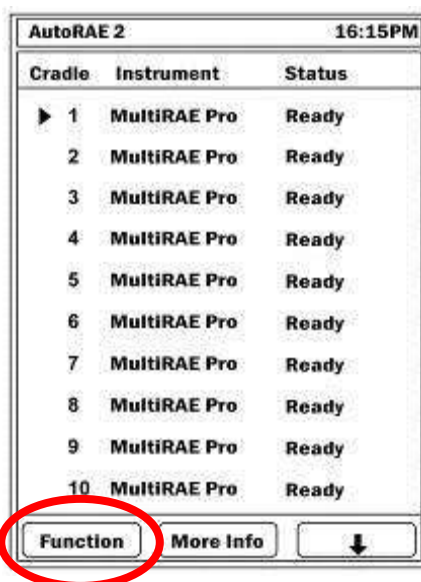 AutoRAE 2 16:15PM
Cradle Instrument Status
1 MultiRAE Pro Ready
2 MultiRAE Pro Ready
3 MultiRAE Pro Ready
4 MultiRAE Pro Ready
5 MultiRAE Pro Ready
6 MultiRAE Pro Ready
7 MultiRAE Pro Ready
8 MultiRAE Pro Ready
9 MultiRAE Pro Ready
10 MultiRAE Pro Ready
Function More Info